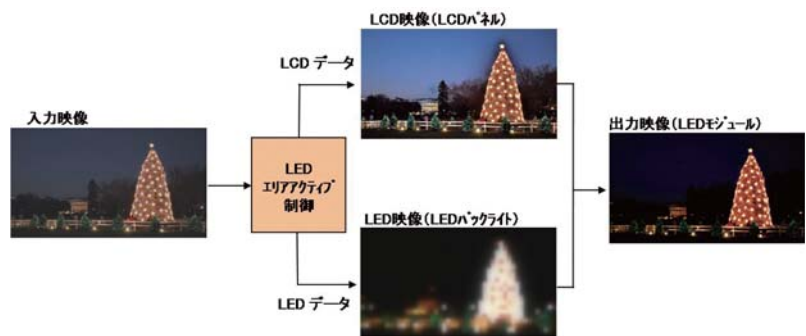 LCD映像(LCDパネル)
LCD データ
入力映像
出力映像(LEDモジュール)
LED
エリアアクティブ
制御
LED映像(LEDバックライト)
LED データ